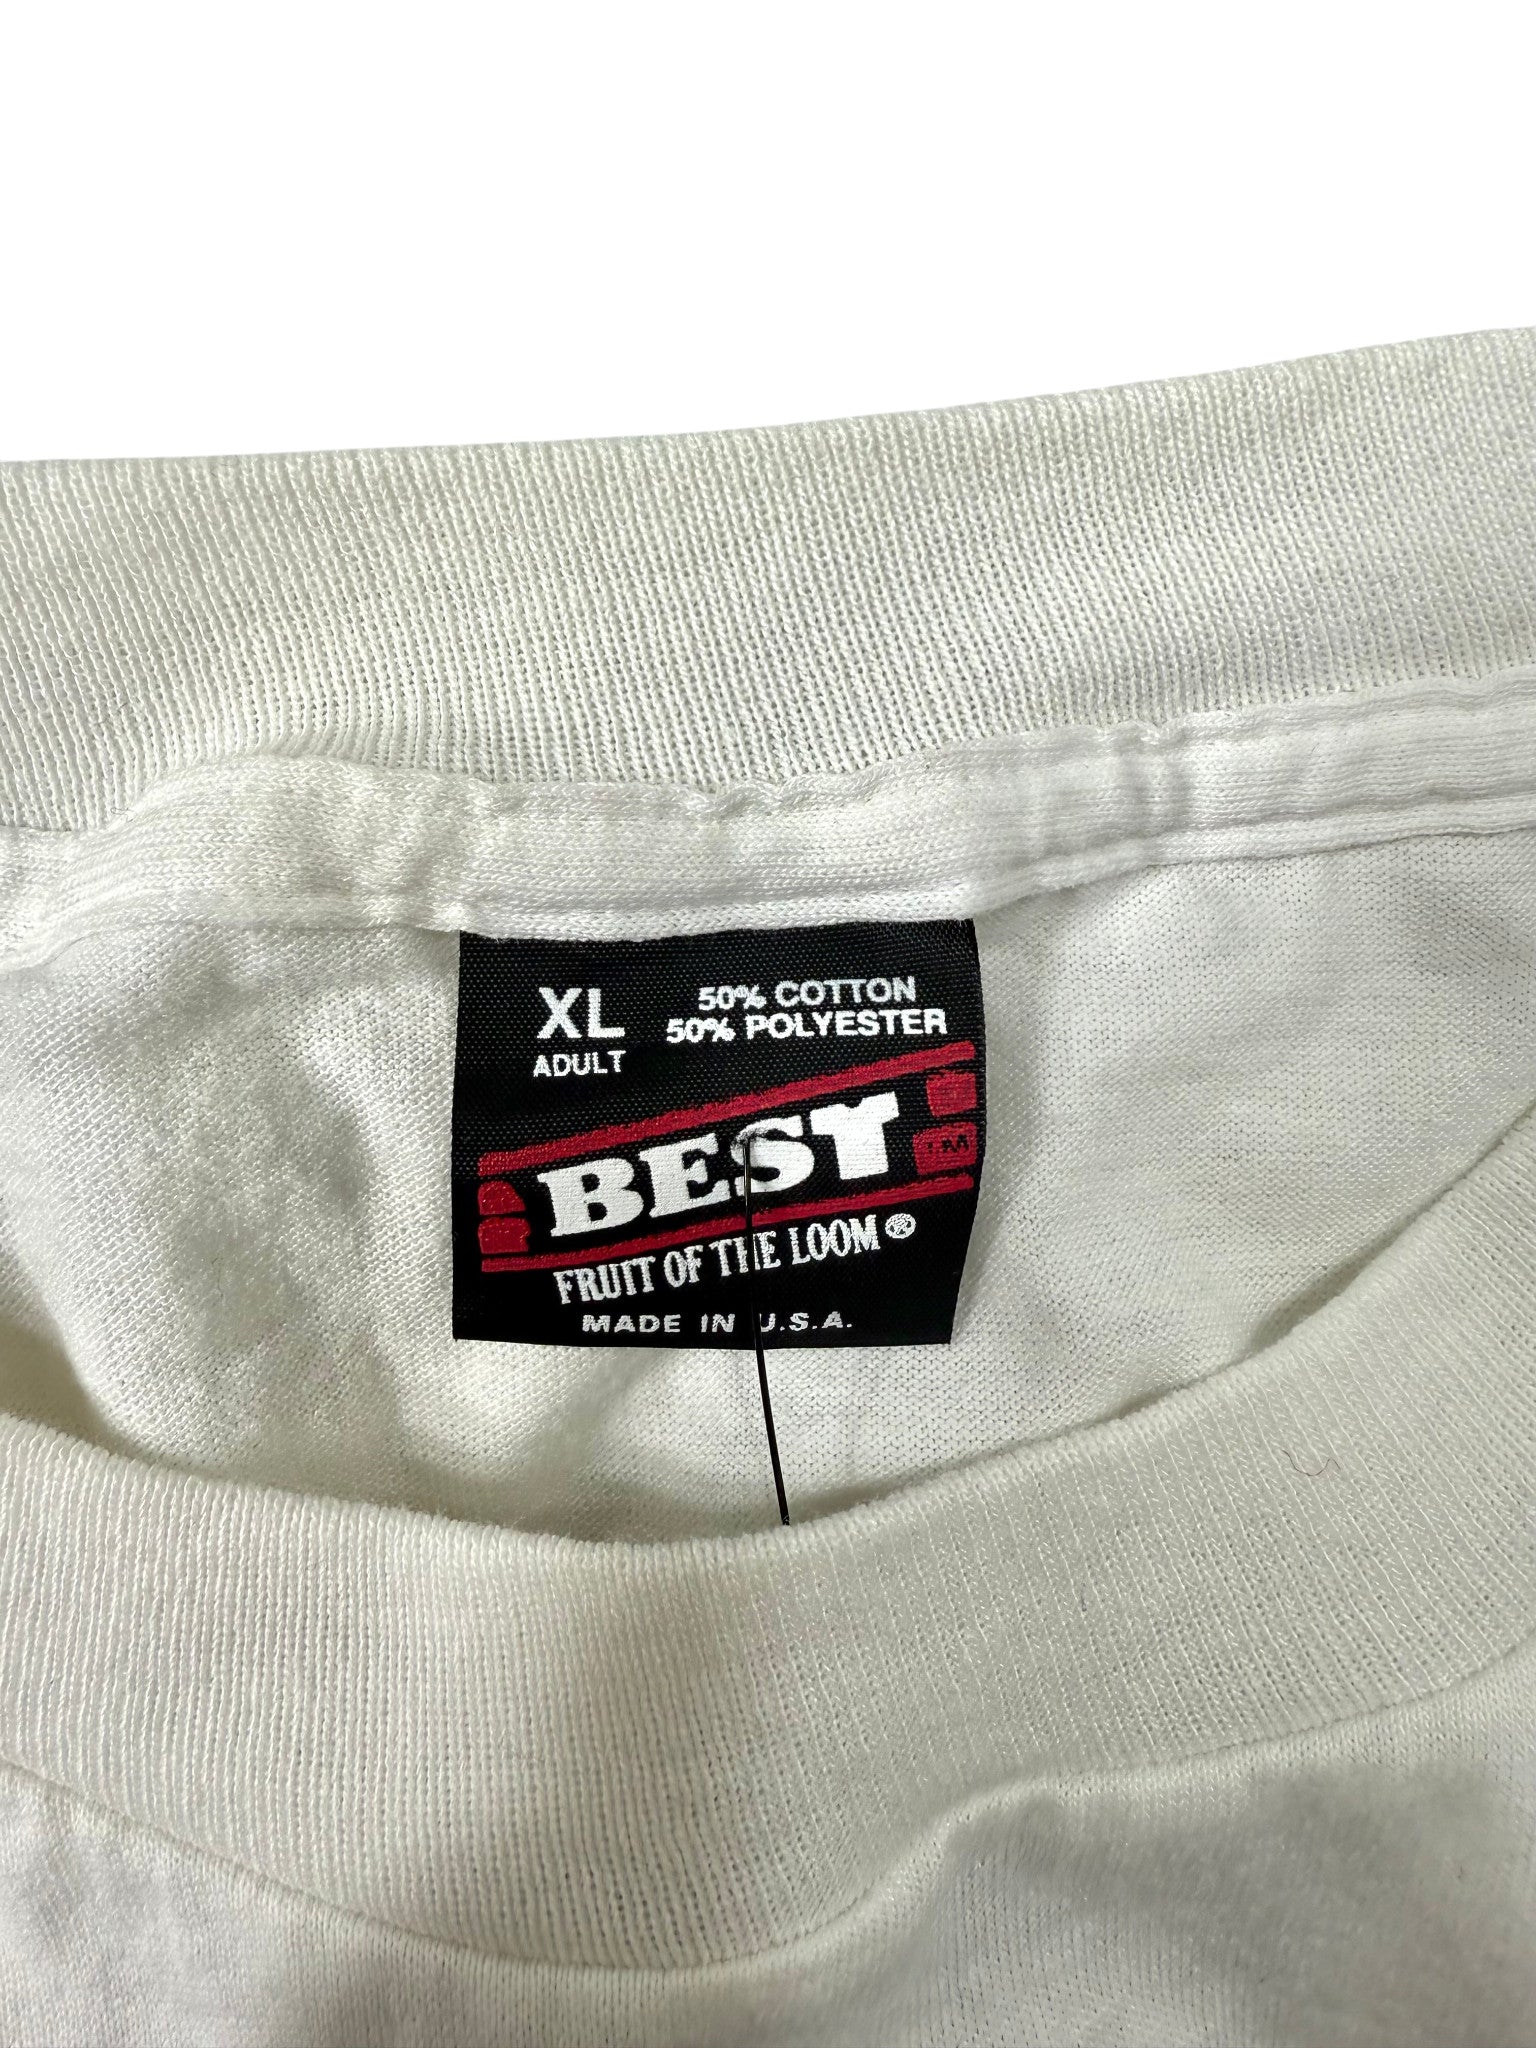 XL
ADULT
50% COTTON
50% POLYESTER
BEST
TM
FRUIT OF THE LOOM®
MADE IN U.S.A.